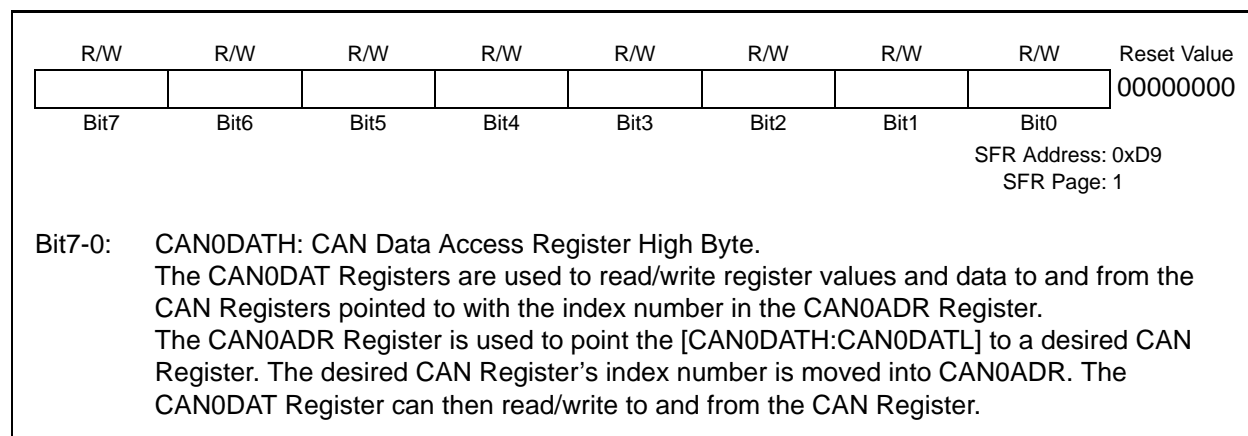 R/W R/W R/W R/W R/W R/W R/W R/W Reset Value
00000000
Bit7 Bit6 Bit5 Bit4 Bit3 Bit2 Bit1 Bit0
SFR Address: 0xD9
SFR Page: 1
Bit7-0: CAN0DATH: CAN Data Access Register High Byte.
The CAN0DAT Registers are used to read/write register values and data to and from the
CAN Registers pointed to with the index number in the CAN0ADR Register.
The CAN0ADR Register is used to point the [CAN0DATH:CAN0DATL] to a desired CAN
Register. The desired CAN Register's index number is moved into CAN0ADR. The
CAN0DAT Register can then read/write to and from the CAN Register.